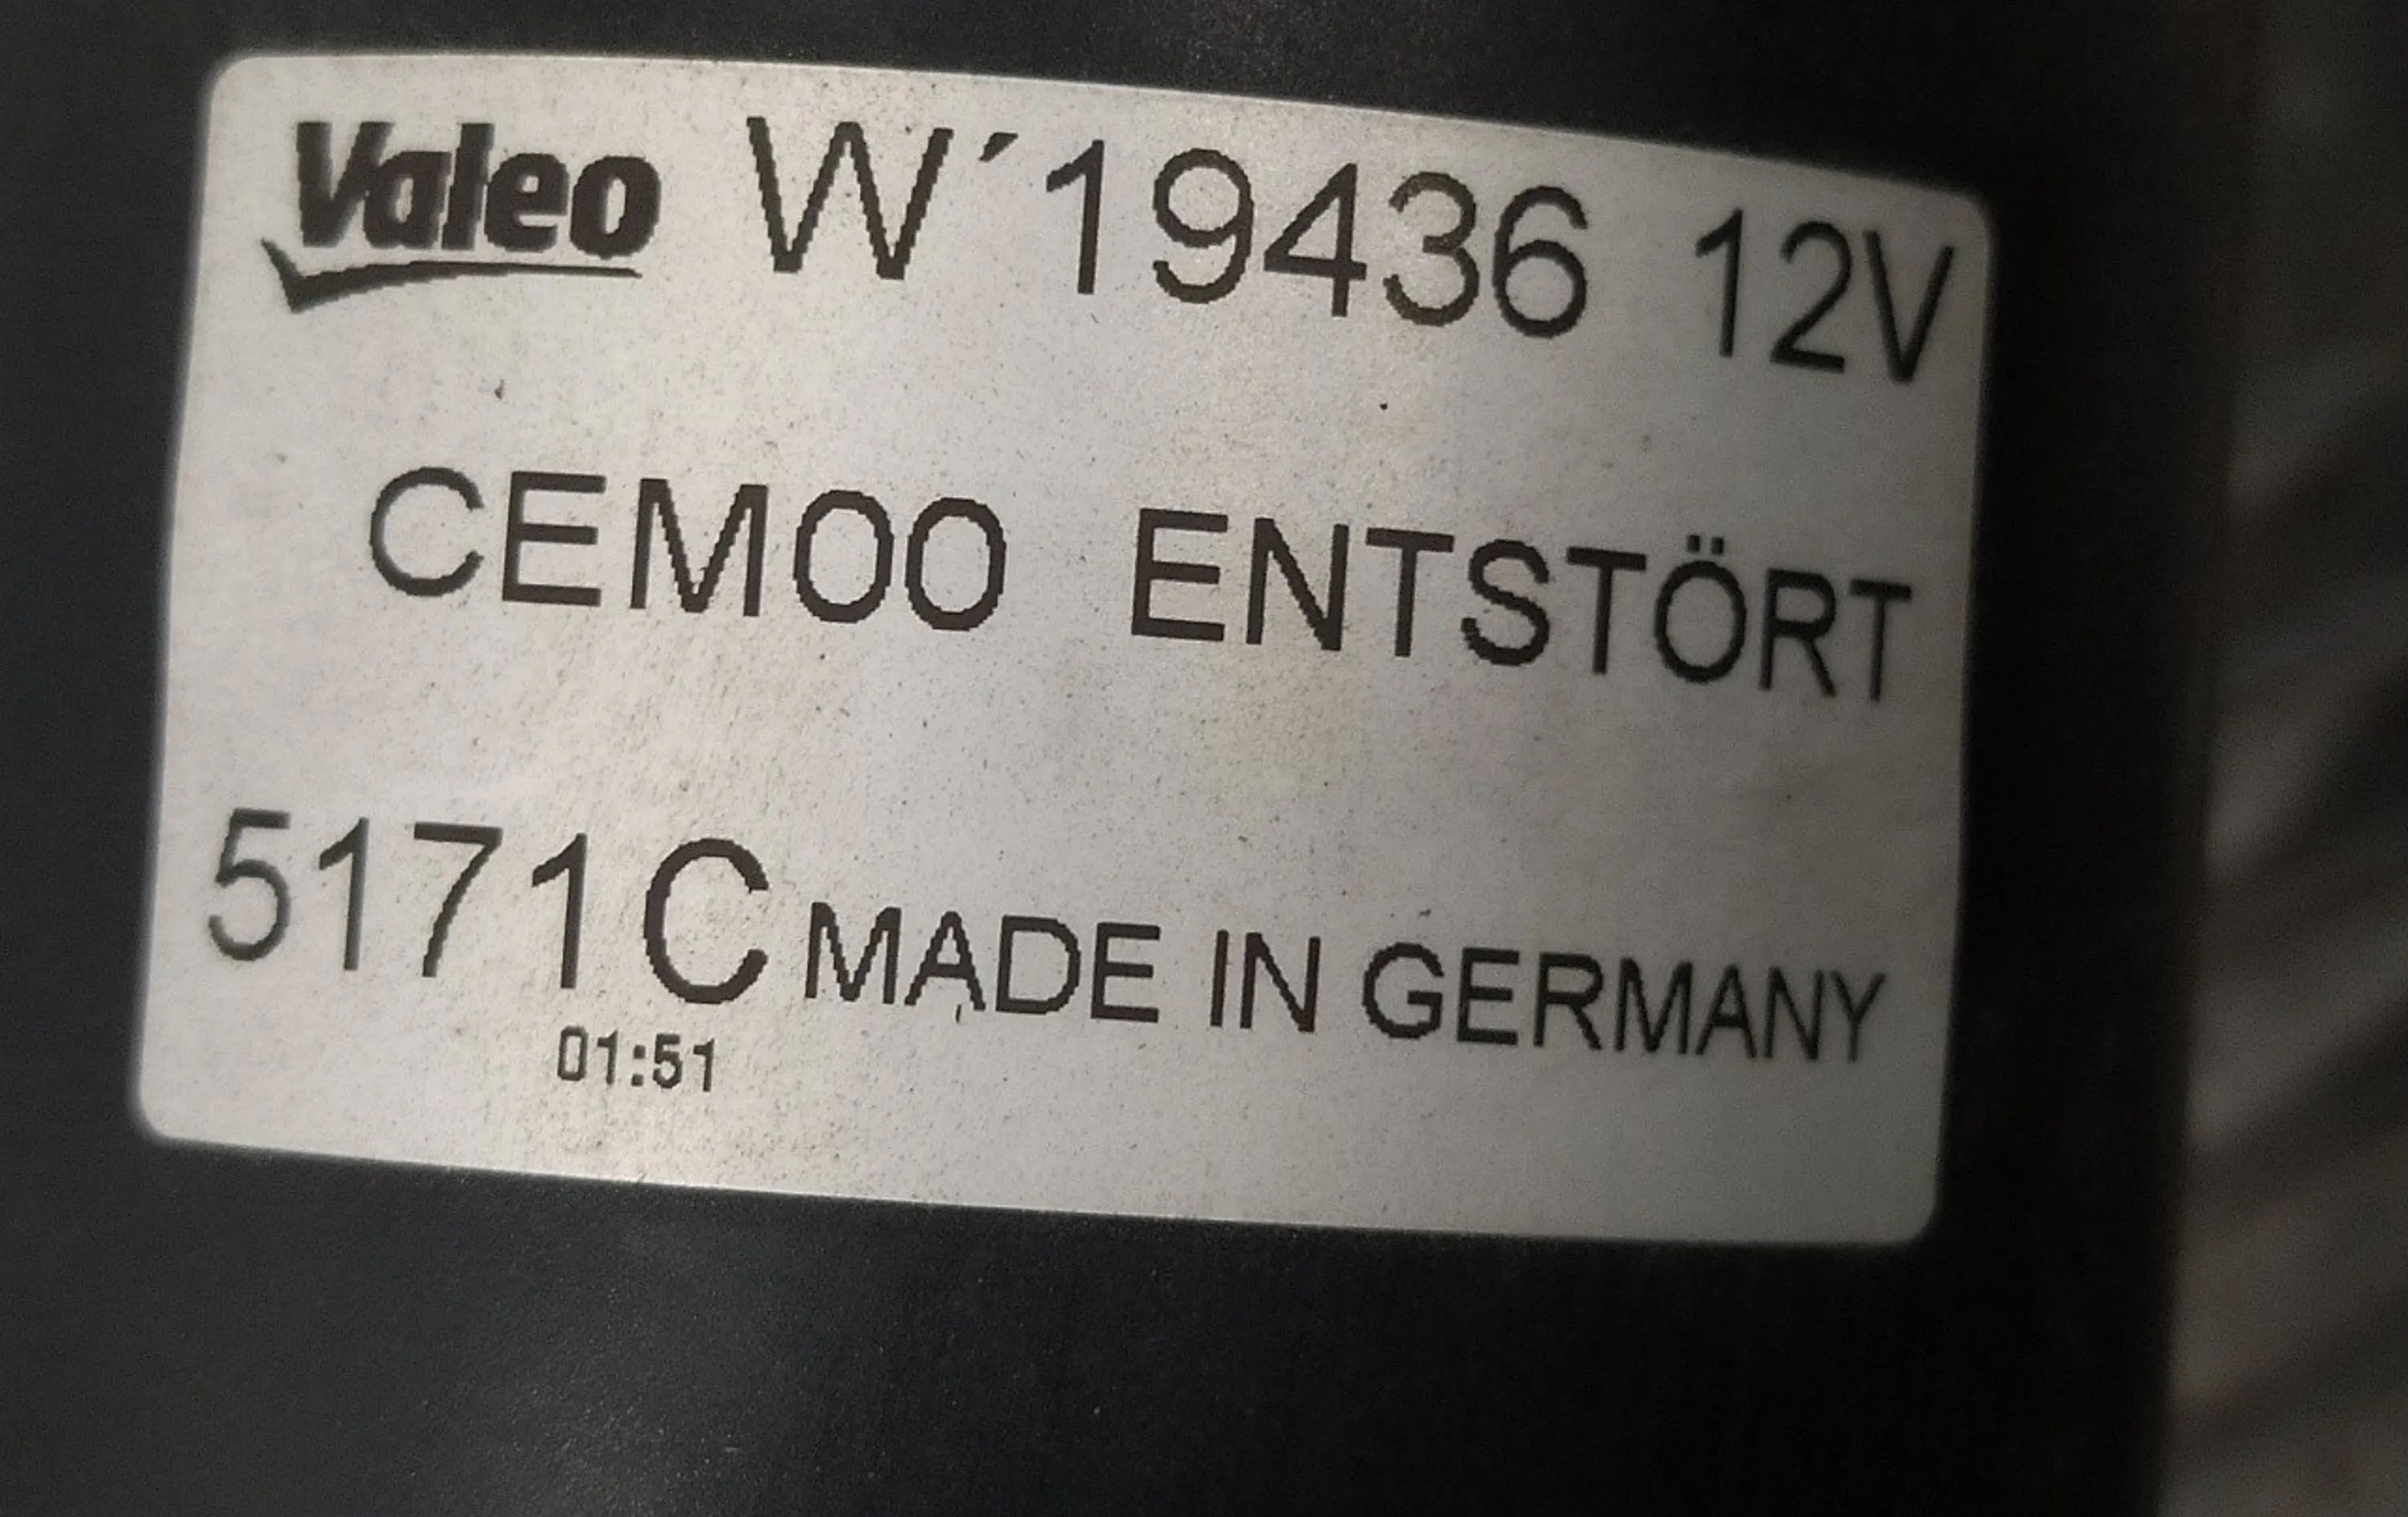 Valeo W´19436 12V
CEM00 ENTSTÖRT
5171C MADE IN GERMANY
01:51